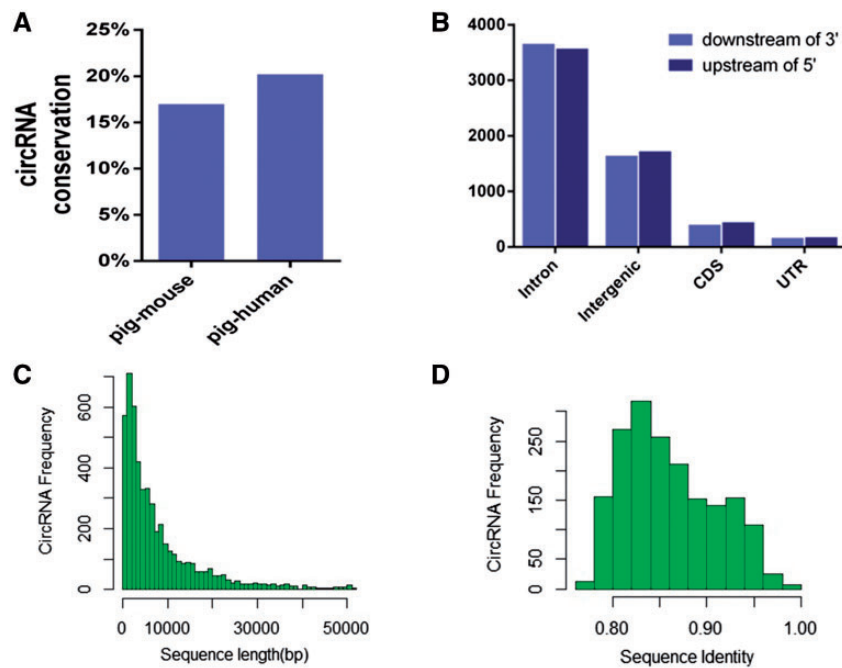 A
circRNA
conservation
25%
20%
15%
10%
5%
0%
pig-mouse
pig-human
B
4000
3000
2000
1000
0
downstream of 3'
upstream of 5'
Intron
Intergenic
CDS
UTR
C
CircRNA Frequency
600
400
200
0
0
10000
30000
50000
Sequence length(bp)
D
CircRNA Frequency
250
150
50
0
0.80
0.90
1.00
Sequence Identity